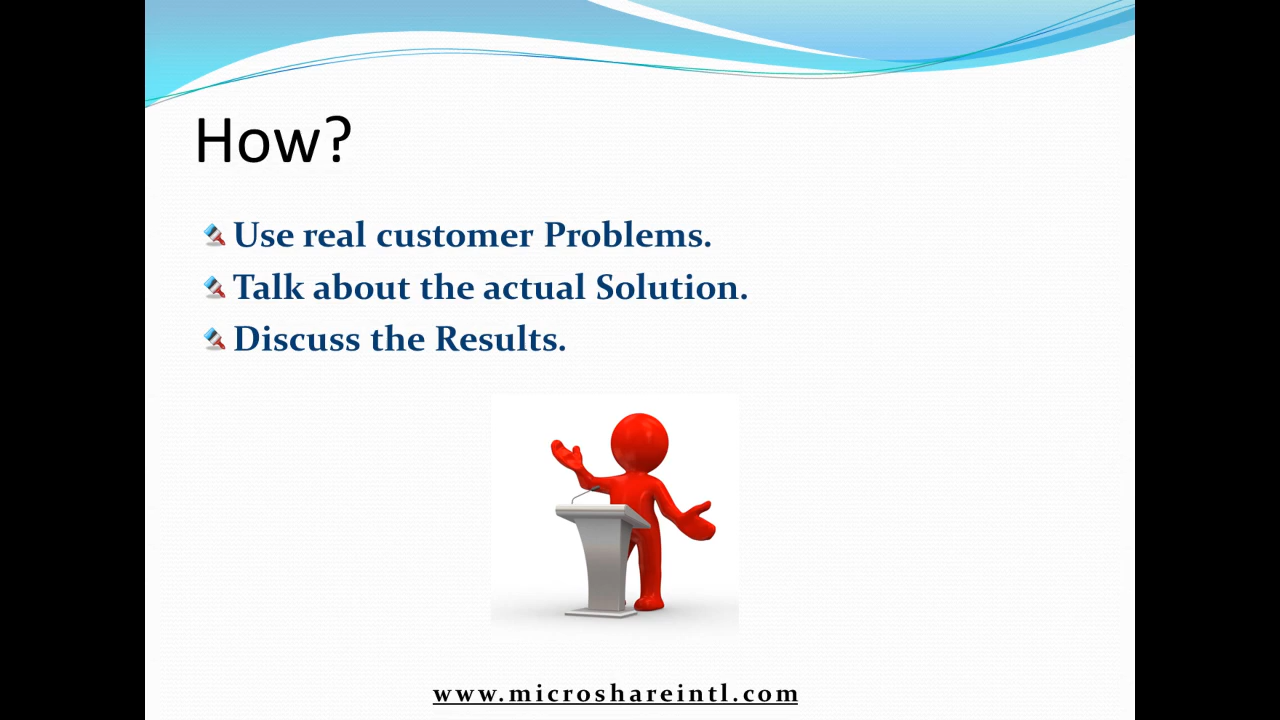 How?
Use real customer Problems.
Talk about the actual Solution.
Discuss the Results.
www.microshareintl.com